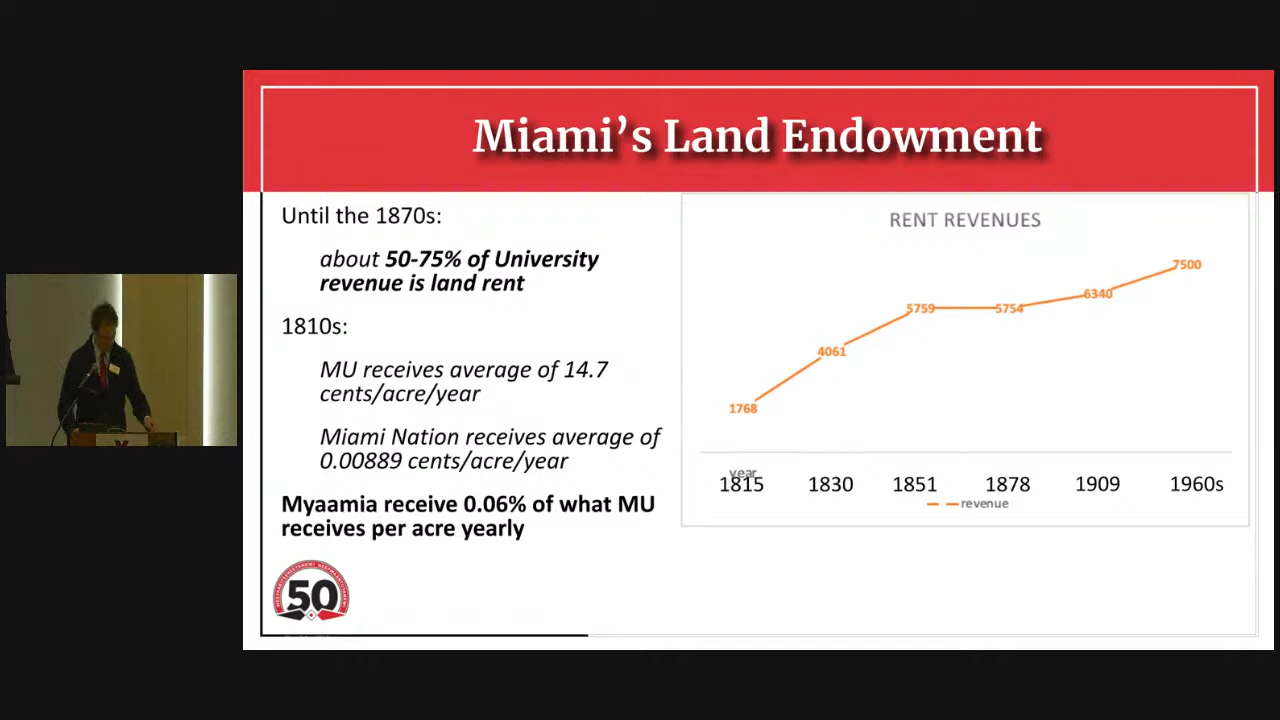 Miami's Land Endowment
Until the 1870s:
about 50-75% of University
revenue is land rent
1810s:
MU receives average of 14.7
cents/acre/year
Miami Nation receives average of
0.00889 cents/acre/year
Myaamia receive 0.06% of what MU
receives per acre yearly
50
RENT REVENUES
7500
6340
5759
5754
4061
1768
year
1815 1830 1851 1878 1909 1960s
revenue